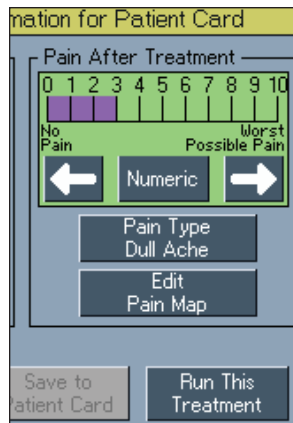 mation for Patient Card
Pain After Treatment
0 1 2 3 4 5 6 7 8 9 10
No Pain
Worst Possible Pain
Numeric
Pain Type
Dull Ache
Edit
Pain Map
Save to
Patient Card
Run This
Treatment